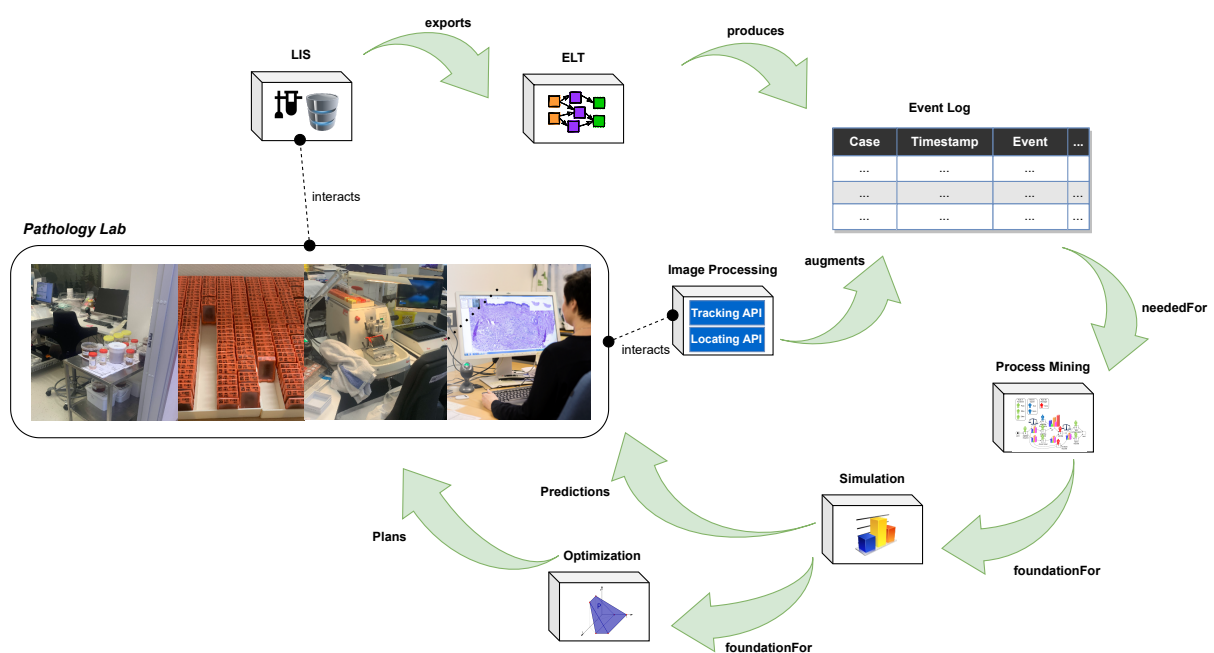 exports
produces
LIS
ELT
Event Log
Case Timestamp Event ...
... ... ...
... ... ... ...
... ... ... ...
interacts
Pathology Lab
Image Processing
augments
Tracking API
Locating API
interacts
neededFor
Process Mining
Simulation
Predictions
Plans
Optimization
P
foundationFor
foundationFor